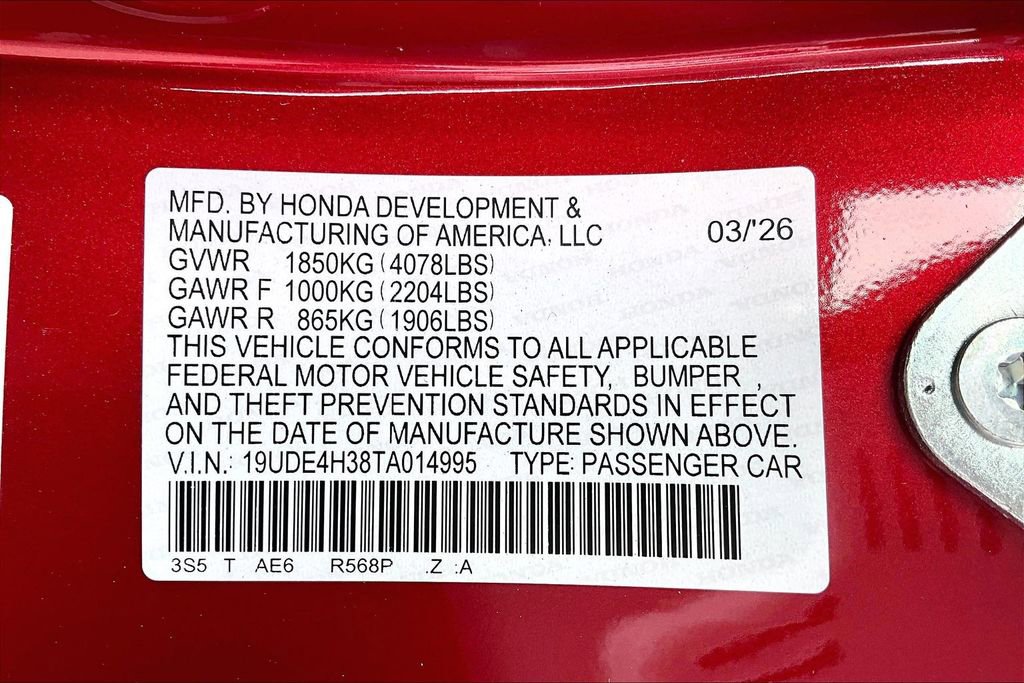 MFD. BY HONDA DEVELOPMENT &
MANUFACTURING OF AMERICA, LLC 03/'26
GVWR 1850KG (4078LBS)
GAWR F 1000KG (2204LBS)
GAWR R 865KG (1906LBS)
THIS VEHICLE CONFORMS TO ALL APPLICABLE
FEDERAL MOTOR VEHICLE SAFETY, BUMPER ,
AND THEFT PREVENTION STANDARDS IN EFFECT
ON THE DATE OF MANUFACTURE SHOWN ABOVE.
V.I.N.: 19UDE4H38TA014995 TYPE: PASSENGER CAR
3S5 T AE6 R568P .Z :A